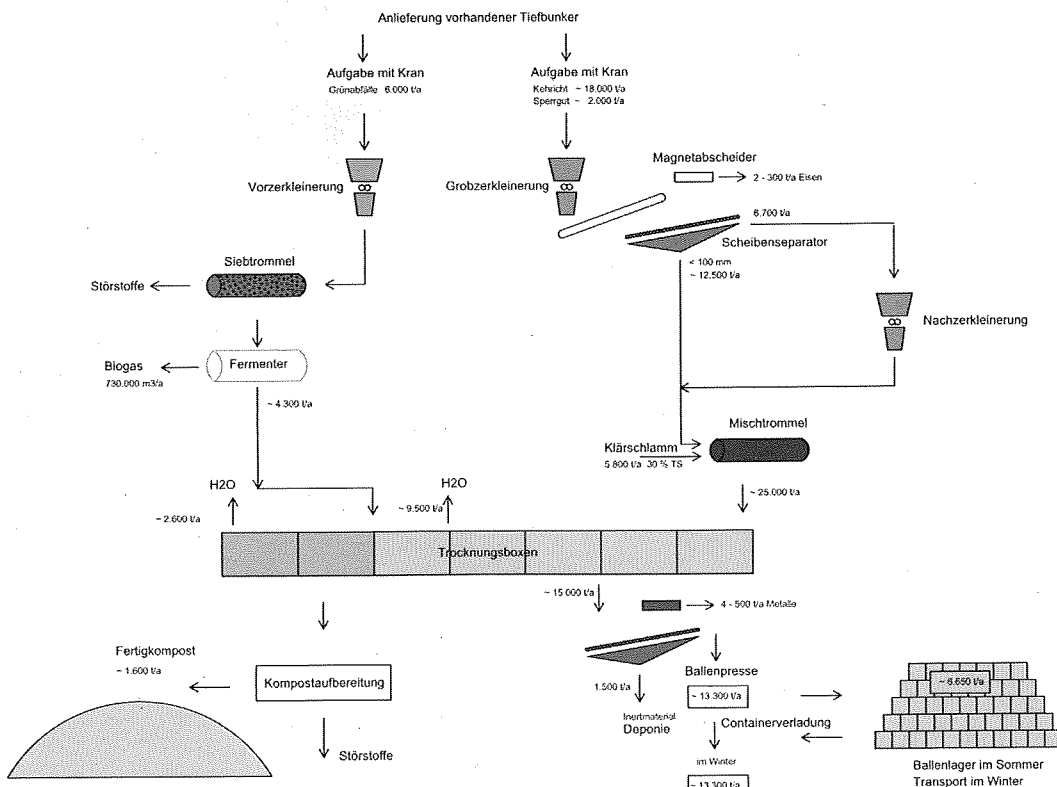 Anlieferung vorhandener Tiefbunker
Aufgabe mit Kran
Grünabfälle 6.000 t/a
Aufgabe mit Kran
Kehricht ~ 18.000 t/a
Sperrgut ~ 2.000 t/a
Vorzerkleinerung
Grobzerkleinerung
Magnetabscheider
2 - 300 t/a Eisen
6.700 t/a
Scheibenseparator
< 100 mm
~ 12.500 t/a
Siebtrommel
Störstoffe
Nachzerkleinerung
Biogas
730.000 m3/a
Fermenter
~ 4.300 t/a
Mischtrommel
Klärschlamm
5.800 t/a 30 % TS
~ 25.000 t/a
H2O
~ 2.600 t/a
H2O
~ 9.500 t/a
Trocknungsboxen
~ 15.000 t/a
4 - 500 t/a Metalle
Fertigkompost
~ 1.600 t/a
Kompostaufbereitung
Störstoffe
1.500 t/a
Inertmaterial
Deponie
Ballenpresse
~ 13.300 t/a
Containerverladung
im Winter
~ 13.300 t/a
~ 6.650 t/a
Ballenlager im Sommer
Transport im Winter